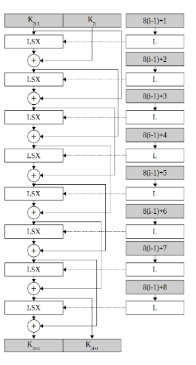 K₂ᵢ₋₁ K₂ᵢ 8(i-1)+1
LSX L
+ 8(i-1)+2
LSX L
+ 8(i-1)+3
LSX L
+ 8(i-1)+4
LSX L
+ 8(i-1)+5
LSX L
+ 8(i-1)+6
LSX L
+ 8(i-1)+7
LSX L
+ 8(i-1)+8
LSX L
+
K₂ᵢ₊₁ K₂ᵢ₊₂